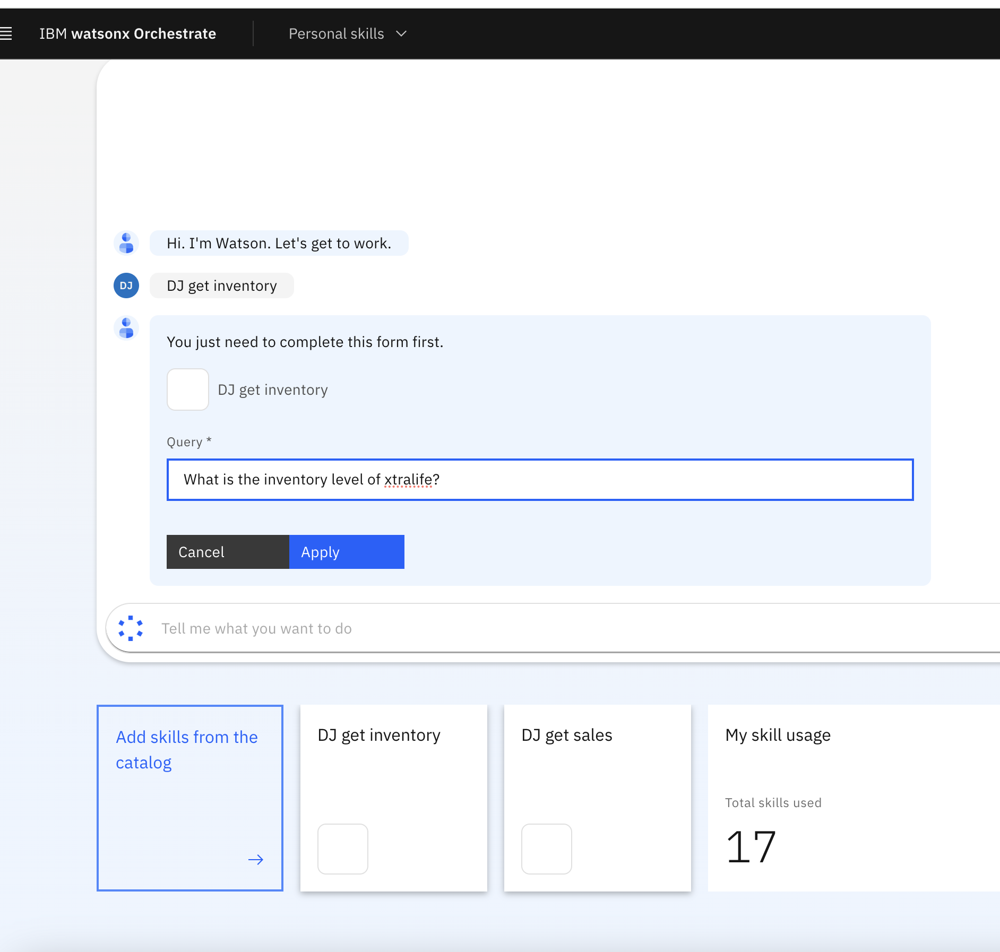 IBM watsonx Orchestrate
Personal skills
Hi. I'm Watson. Let's get to work.
DJ
DJ get inventory
You just need to complete this form first.
DJ get inventory
Query *
What is the inventory level of xtralife?
Cancel
Apply
Tell me what you want to do
Add skills from the
catalog
DJ get inventory
DJ get sales
My skill usage
Total skills used
17